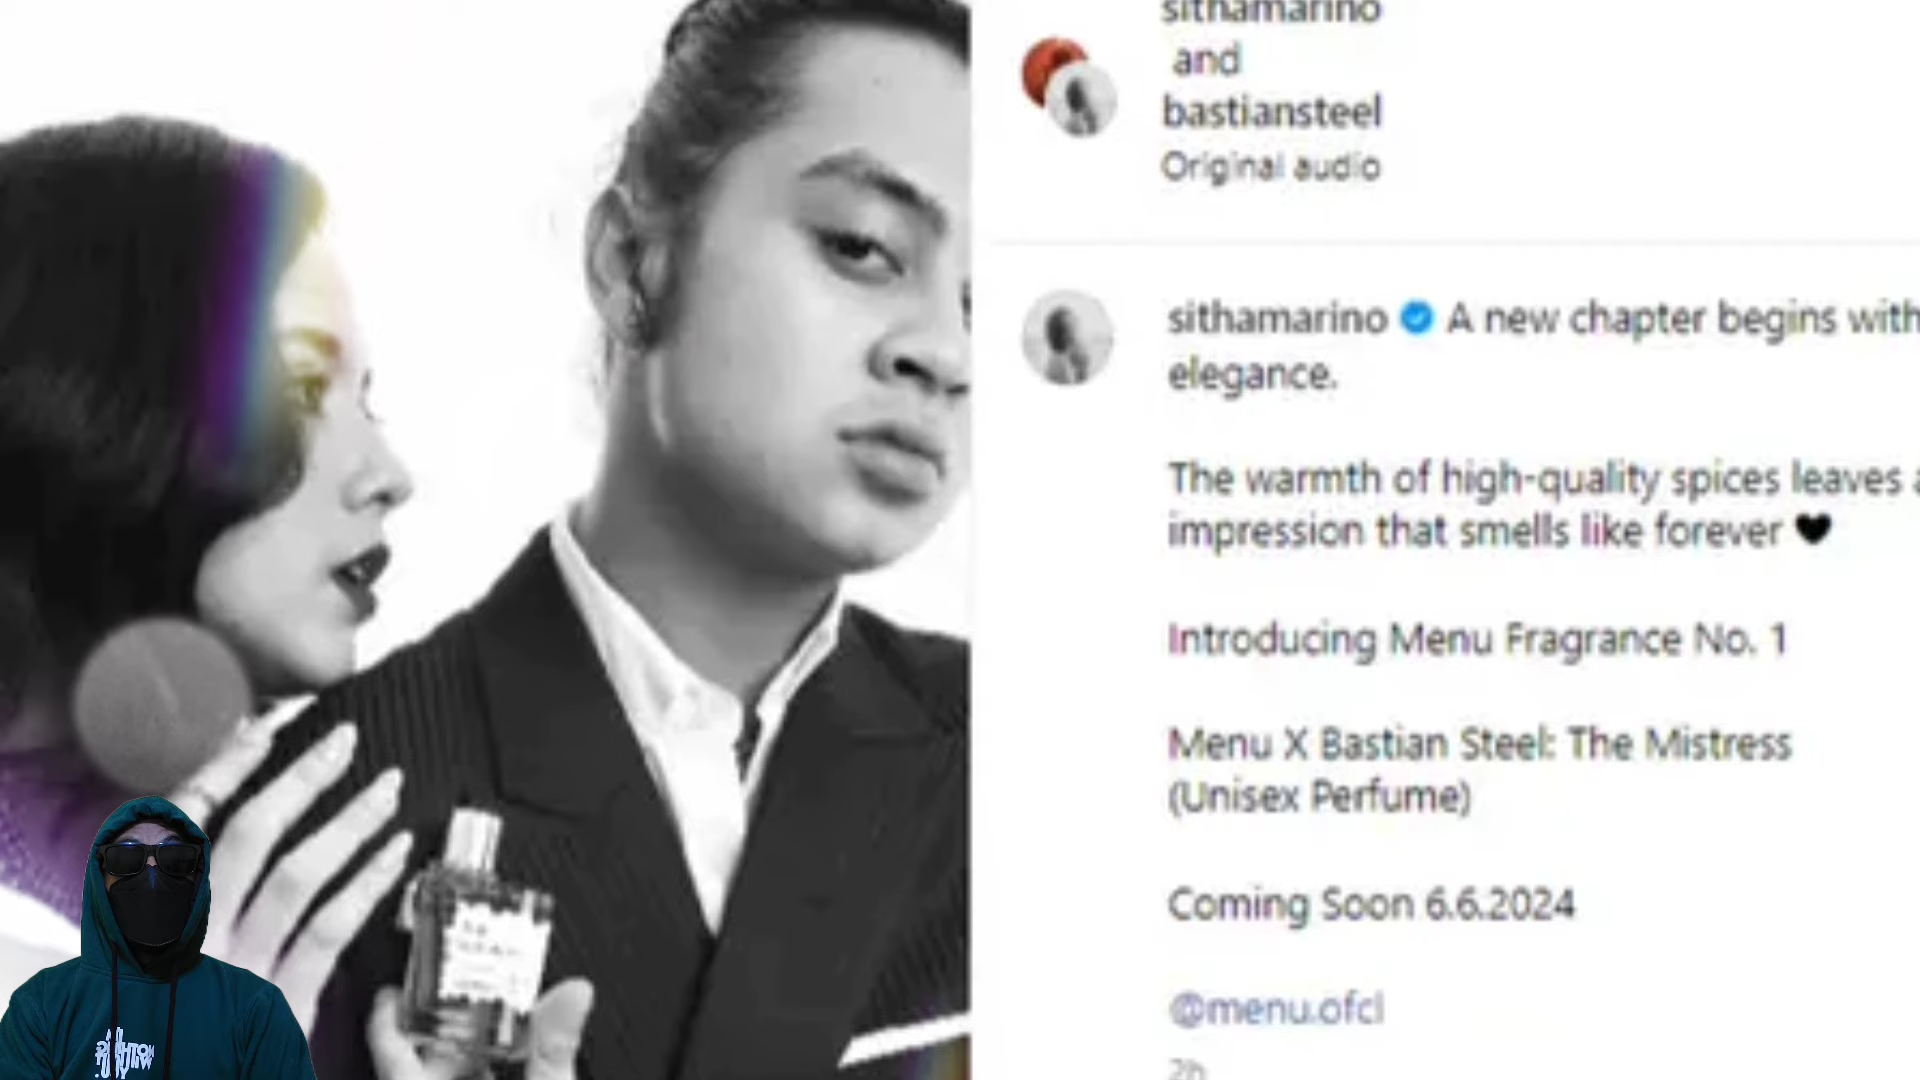 sithamarino
and
bastiansteel
Original audio
sithamarino A new chapter begins with
elegance.
The warmth of high-quality spices leaves a
impression that smells like forever 🖤
Introducing Menu Fragrance No. 1
Menu X Bastian Steel: The Mistress
(Unisex Perfume)
Coming Soon 6.6.2024
@menu.ofcl
2h